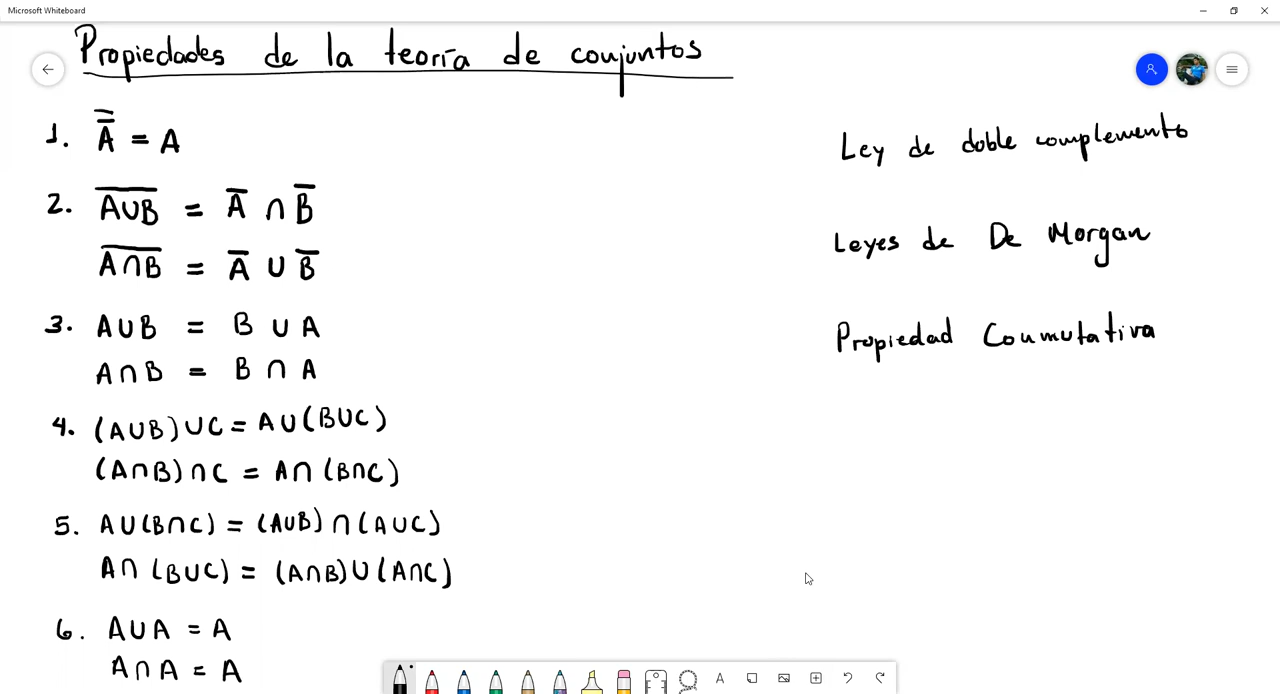 Microsoft Whiteboard
Propiedades de la teoría de conjuntos
1. A̿ = A Ley de doble complemento
2. A̅∪̅B̅ = A̅ ∩ B̅
Leyes de De Morgan
A̅∩̅B̅ = A̅ ∪ B̅
3. A∪B = B ∪ A Propiedad Conmutativa
A∩B = B ∩ A
4. (A∪B)∪C = A∪(B∪C)
(A∩B)∩C = A∩(B∩C)
5. A∪(B∩C) = (A∪B)∩(A∪C)
A∩(B∪C) = (A∩B)∪(A∩C)
6. A∪A = A
A∩A = A